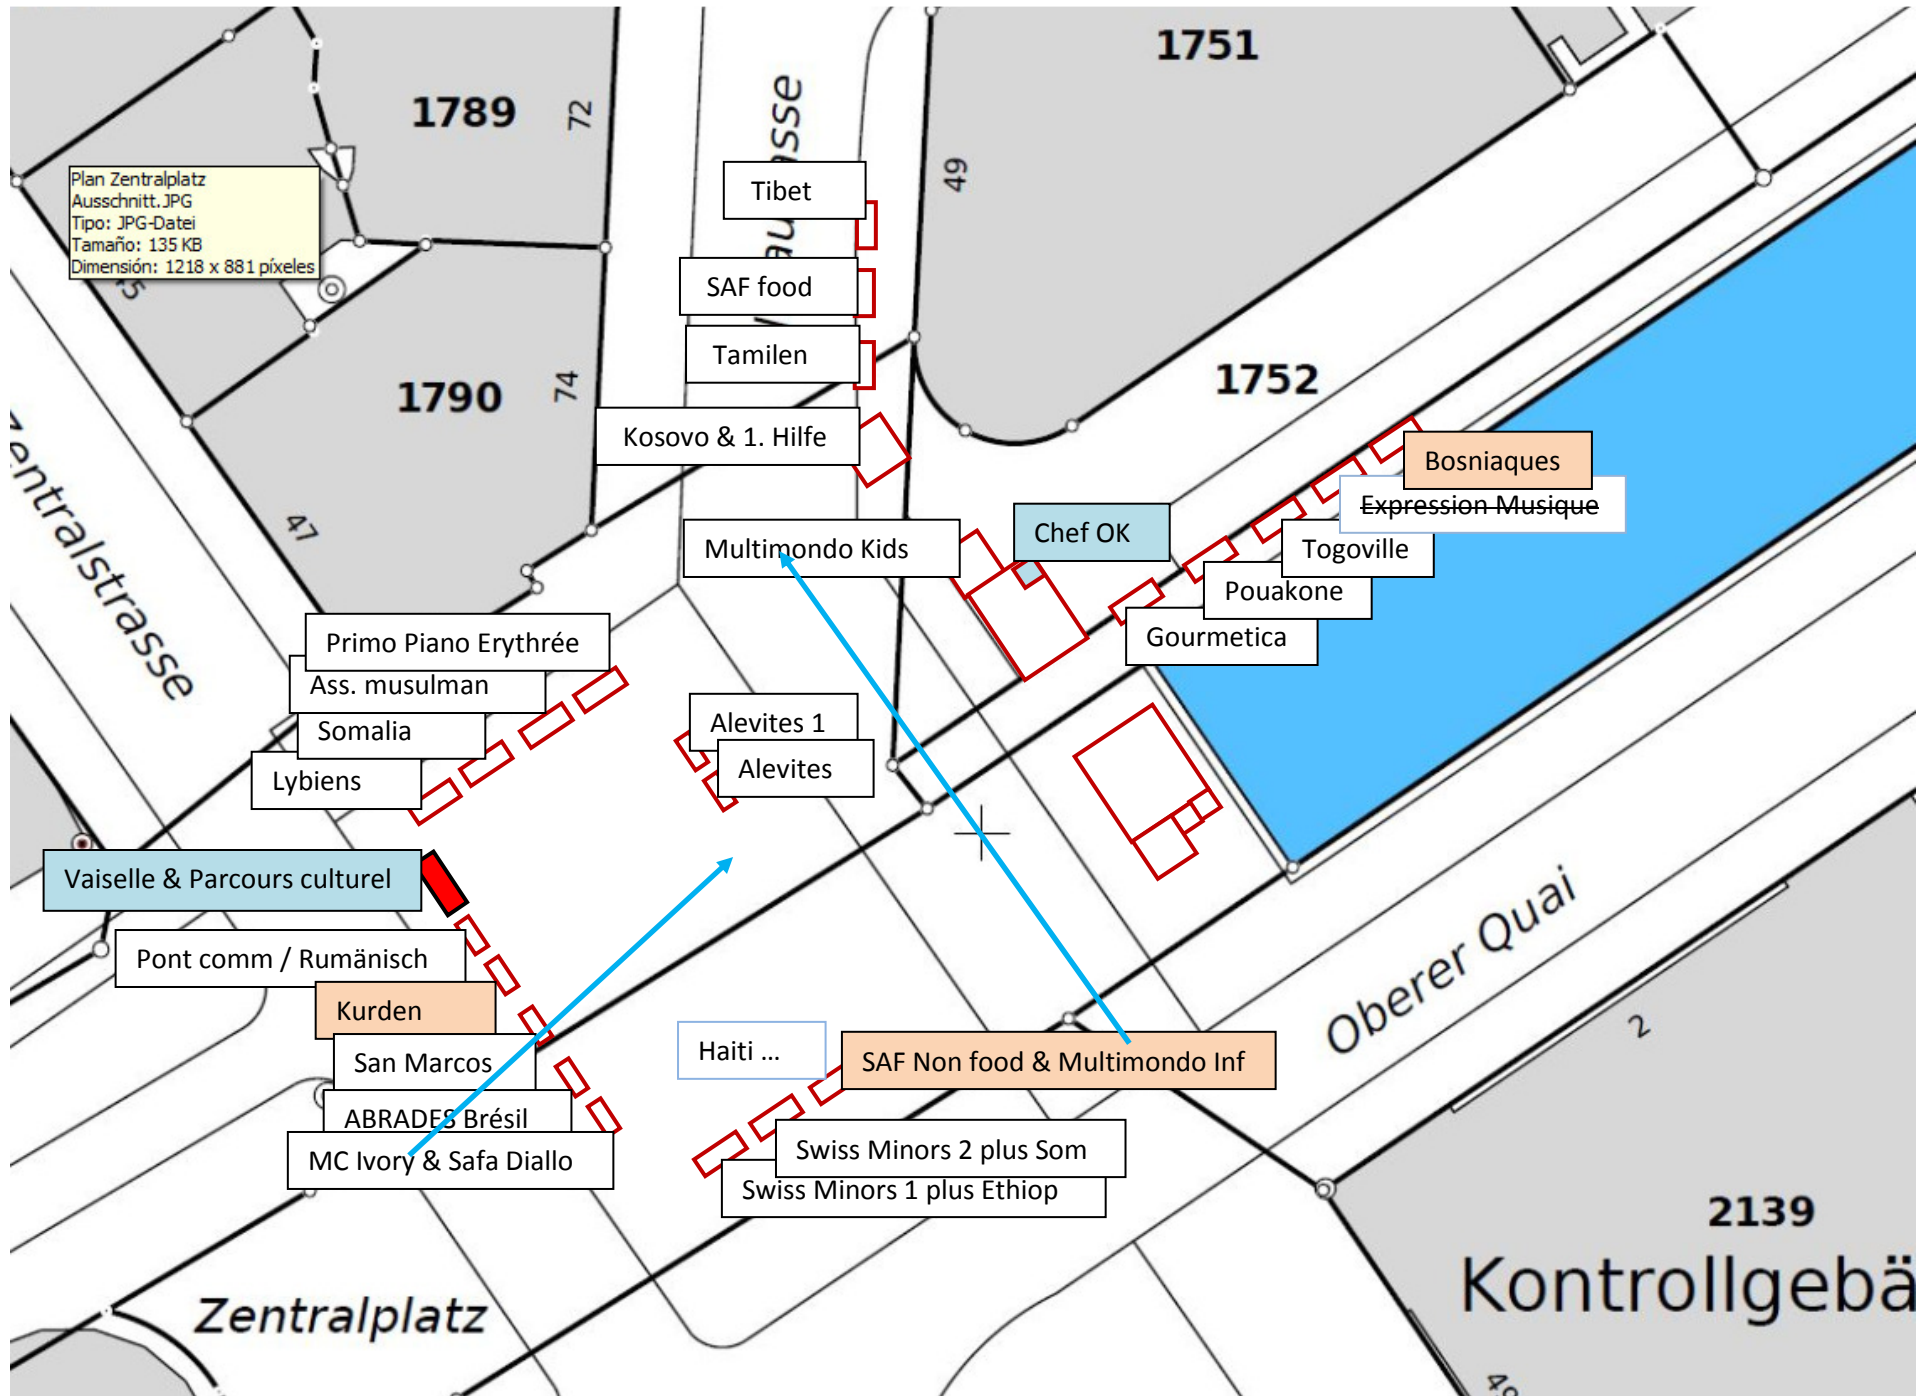 1751
1789
72
asse
49
Plan Zentralplatz
Ausschnitt.JPG
Tipo: JPG-Datei
Tamaño: 135 KB
Dimensión: 1218 x 881 píxeles
Tibet
SAF food
Tamilen
1790
74
1752
Kosovo & 1. Hilfe
Zentralstrasse
47
Bosniaques
Expression Musique
Chef OK
Multimondo Kids
Togoville
Pouakone
Gourmetica
Primo Piano Erythrée
Ass. musulman
Somalia
Lybiens
Alevites 1
Alevites
Vaiselle & Parcours culturel
Pont comm / Rumänisch
Kurden
San Marcos
ABRADES Brésil
MC Ivory & Safa Diallo
Haiti ...
SAF Non food & Multimondo Inf
Swiss Minors 2 plus Som
Swiss Minors 1 plus Ethiop
Oberer Quai
2
2139
Kontrollgebä
Zentralplatz
49